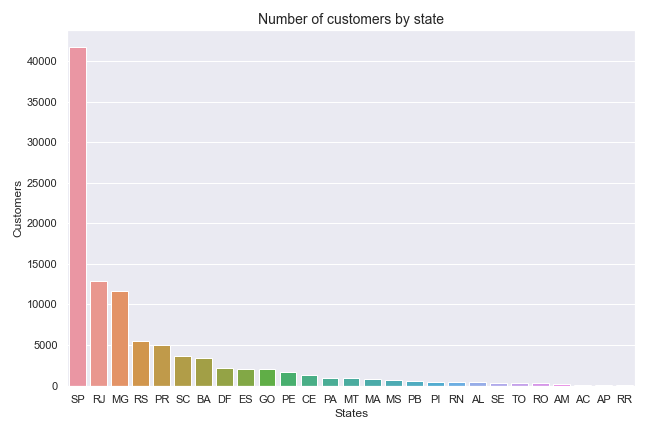 Number of customers by state
Customers
40000
35000
30000
25000
20000
15000
10000
5000
0
SP RJ MG RS PR SC BA DF ES GO PE CE PA MT MA MS PB PI RN AL SE TO RO AM AC AP RR
States